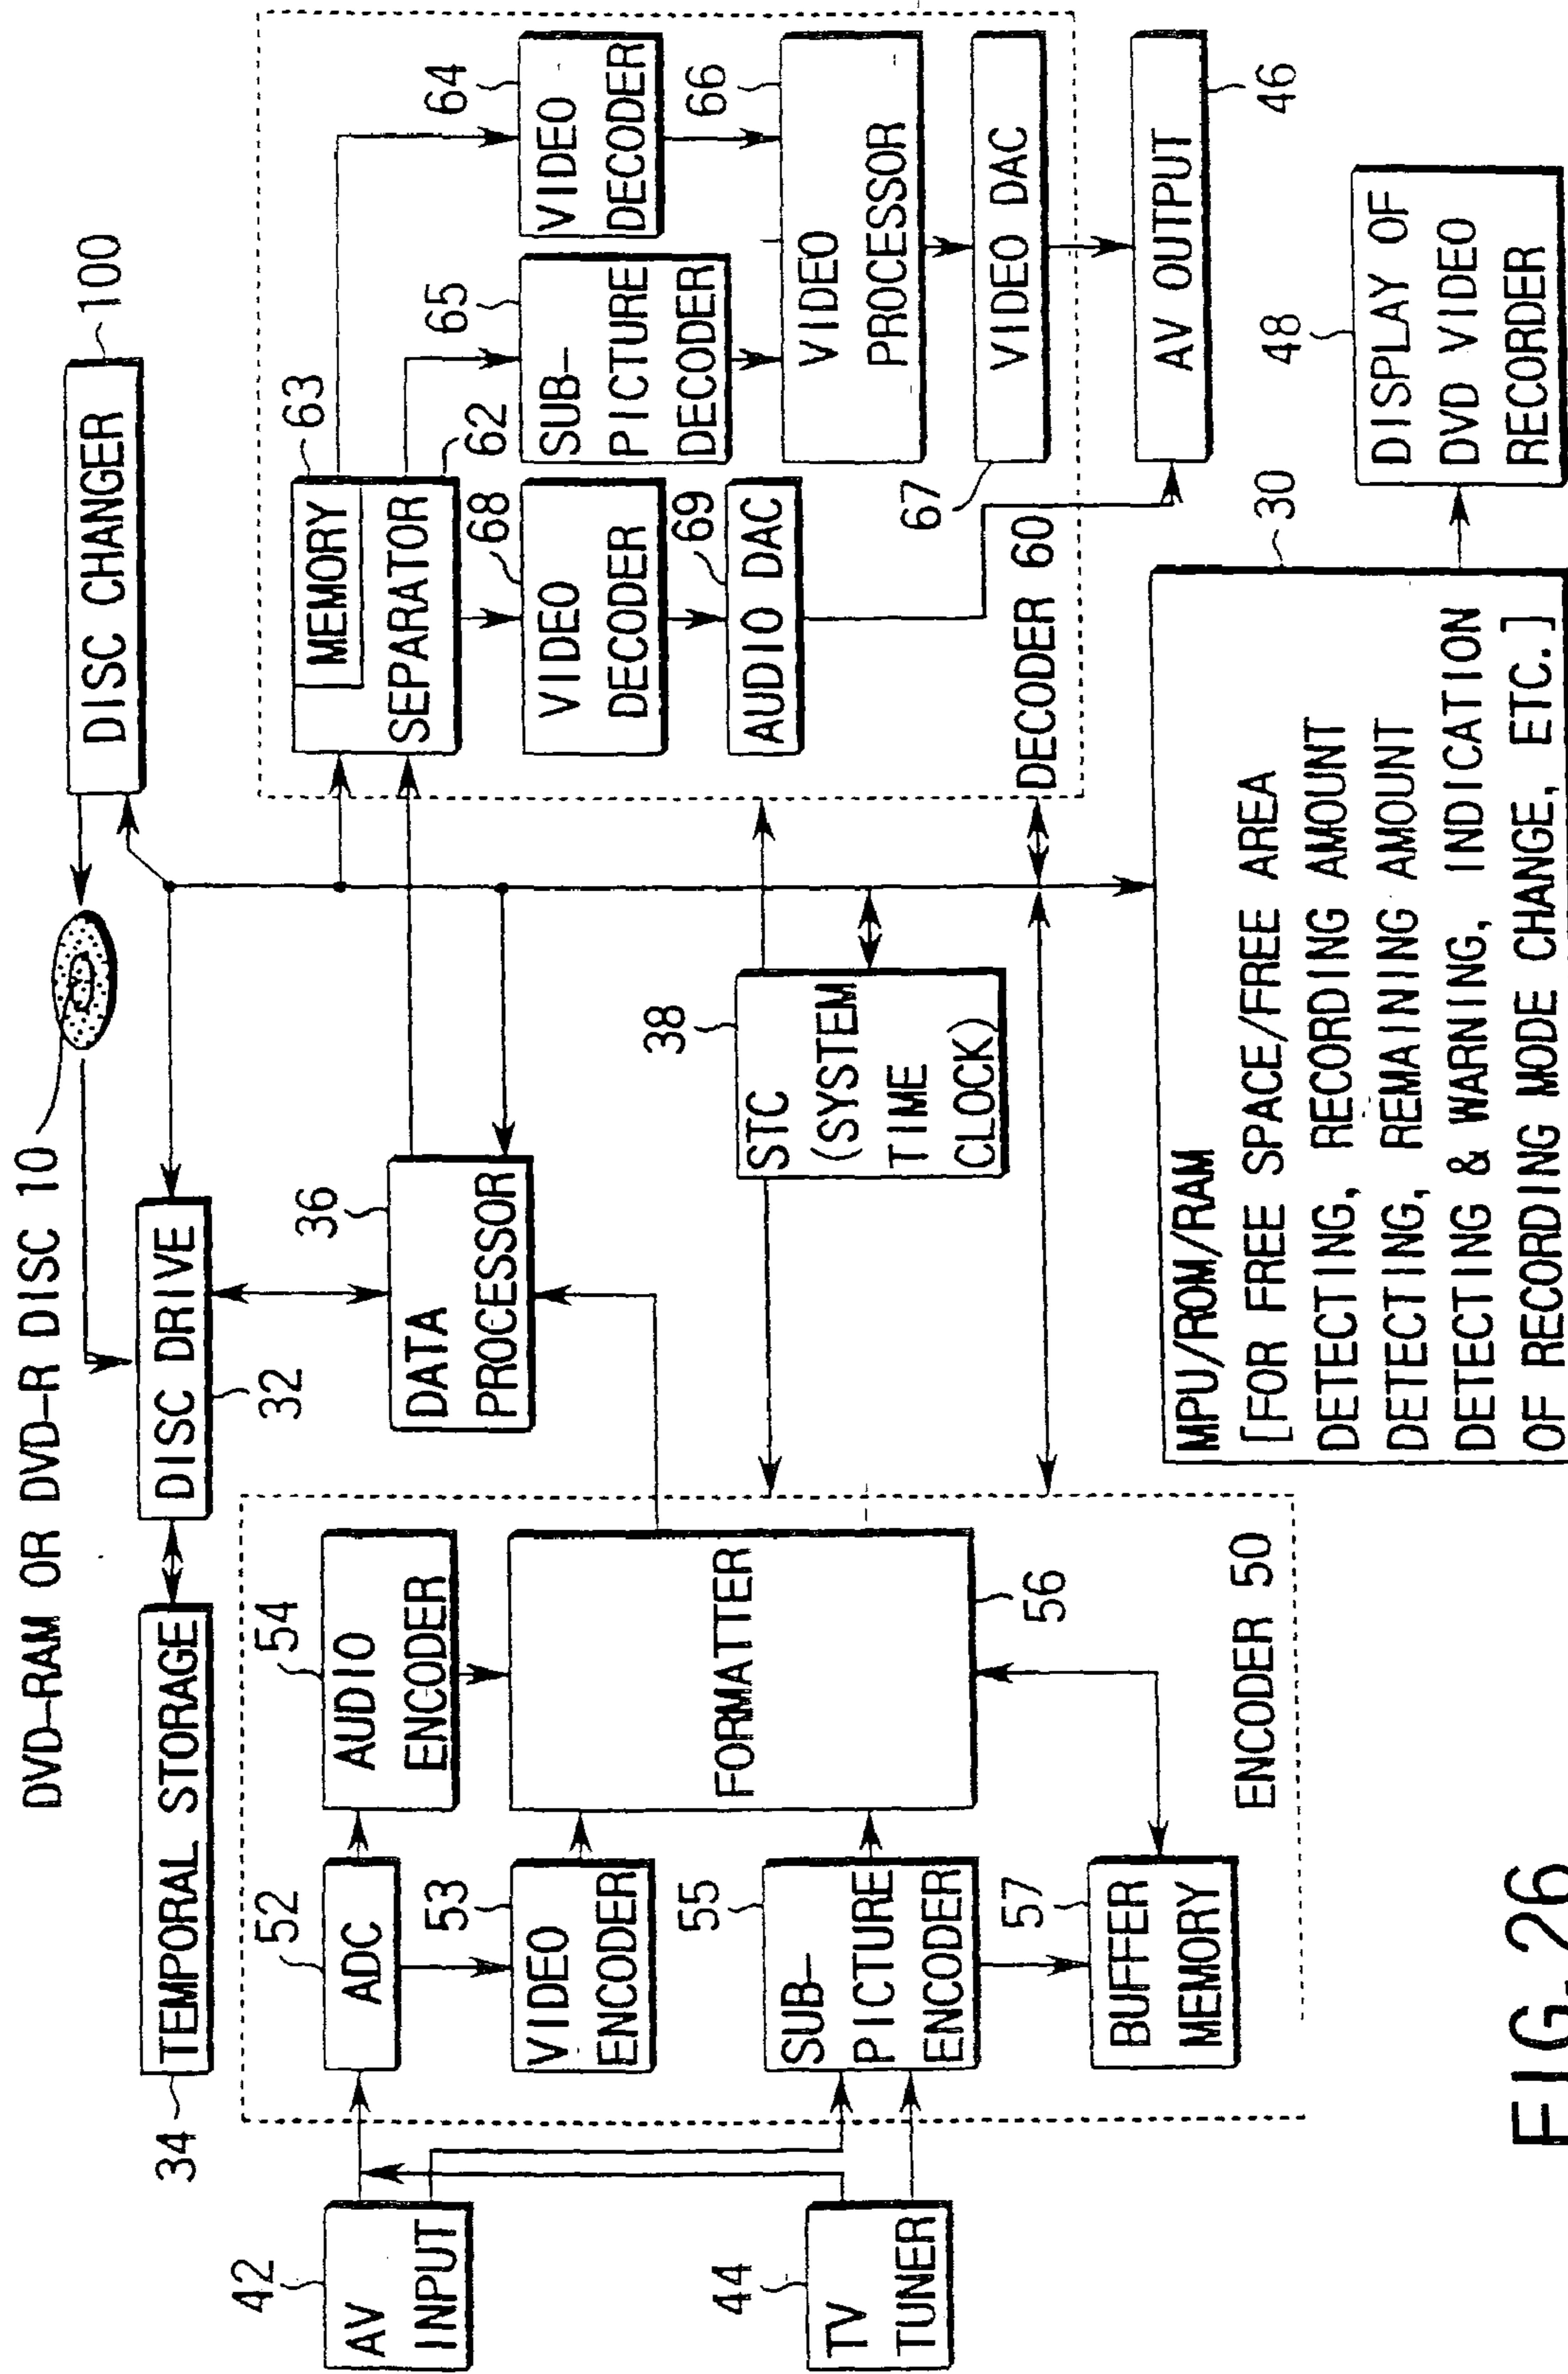 DVD-RAM OR DVD-R DISC 10
DISC CHANGER
100
TEMPORAL STORAGE
34
DISC DRIVE
32
AV
INPUT
42
TV
TUNER
44
ADC
52
AUDIO
ENCODER
54
VIDEO
ENCODER
53
SUB-
PICTURE
ENCODER
55
FORMATTER
56
BUFFER
MEMORY
57
ENCODER 50
DATA
PROCESSOR
36
STC
(SYSTEM
TIME
CLOCK)
38
MEMORY
63
SEPARATOR
62
VIDEO
DECODER
64
SUB-
PICTURE
DECODER
65
VIDEO
DECODER
68
AUDIO DAC
69
VIDEO
PROCESSOR
66
VIDEO DAC
67
DECODER 60
AV OUTPUT
46
MPU/ROM/RAM
[FOR FREE SPACE/FREE AREA
DETECTING, RECORDING AMOUNT
DETECTING, REMAINING AMOUNT
DETECTING & WARNING, INDICATION
OF RECORDING MODE CHANGE, ETC.]
30
DISPLAY OF
DVD VIDEO
RECORDER
48
FIG. 26